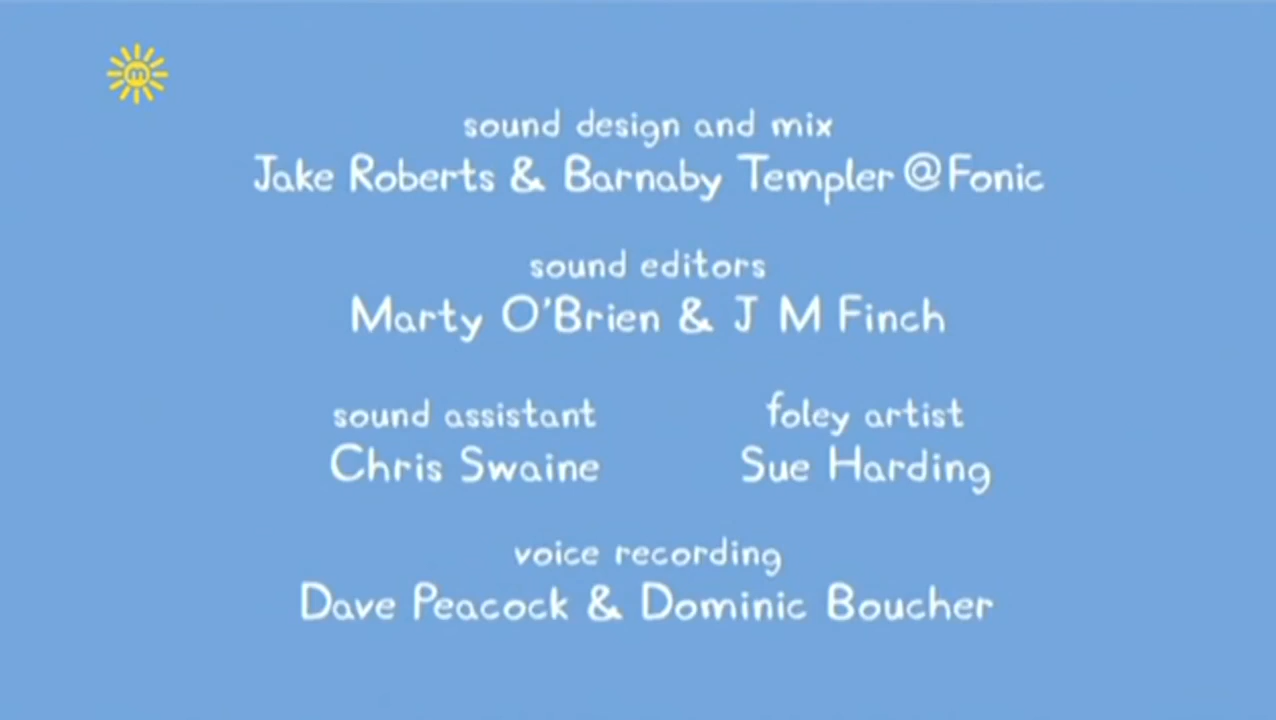 m
sound design and mix
Jake Roberts & Barnaby Templer @Fonic
sound editors
Marty O'Brien & J M Finch
sound assistant
Chris Swaine
foley artist
Sue Harding
voice recording
Dave Peacock & Dominic Boucher